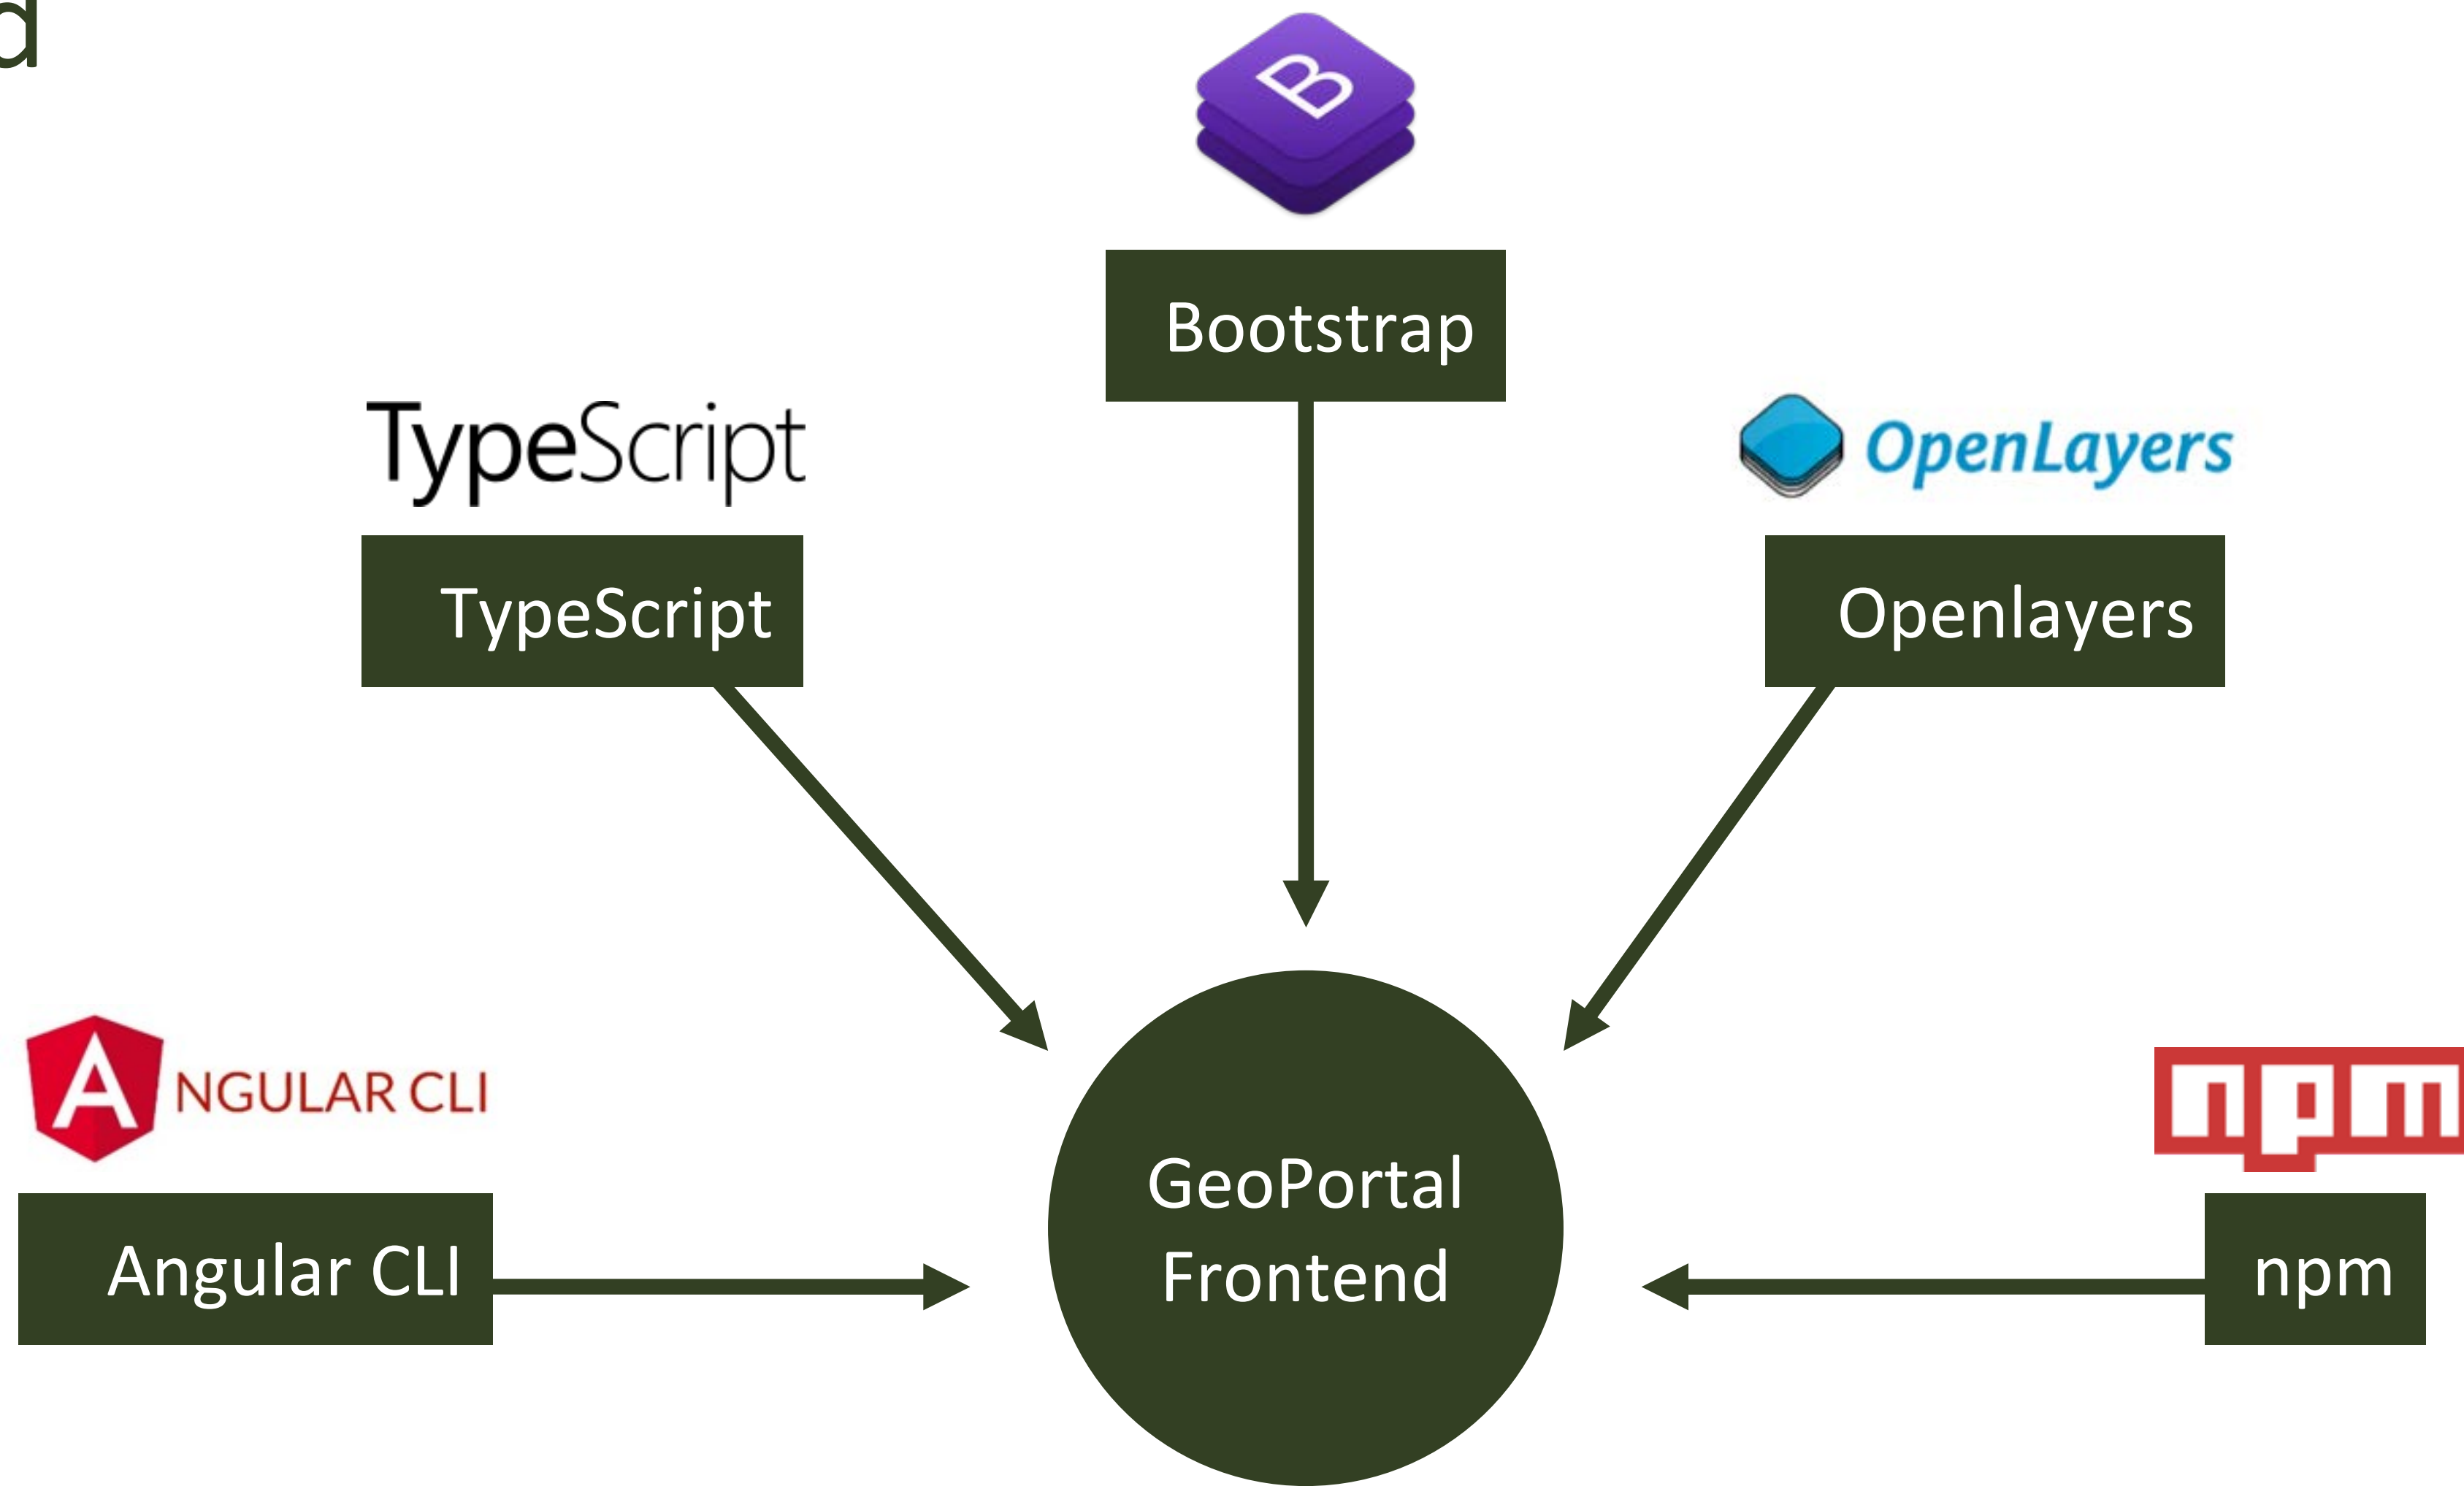 d
B
Bootstrap
TypeScript
OpenLayers
TypeScript
Openlayers
ANGULAR CLI
npm
GeoPortal
Frontend
Angular CLI
npm